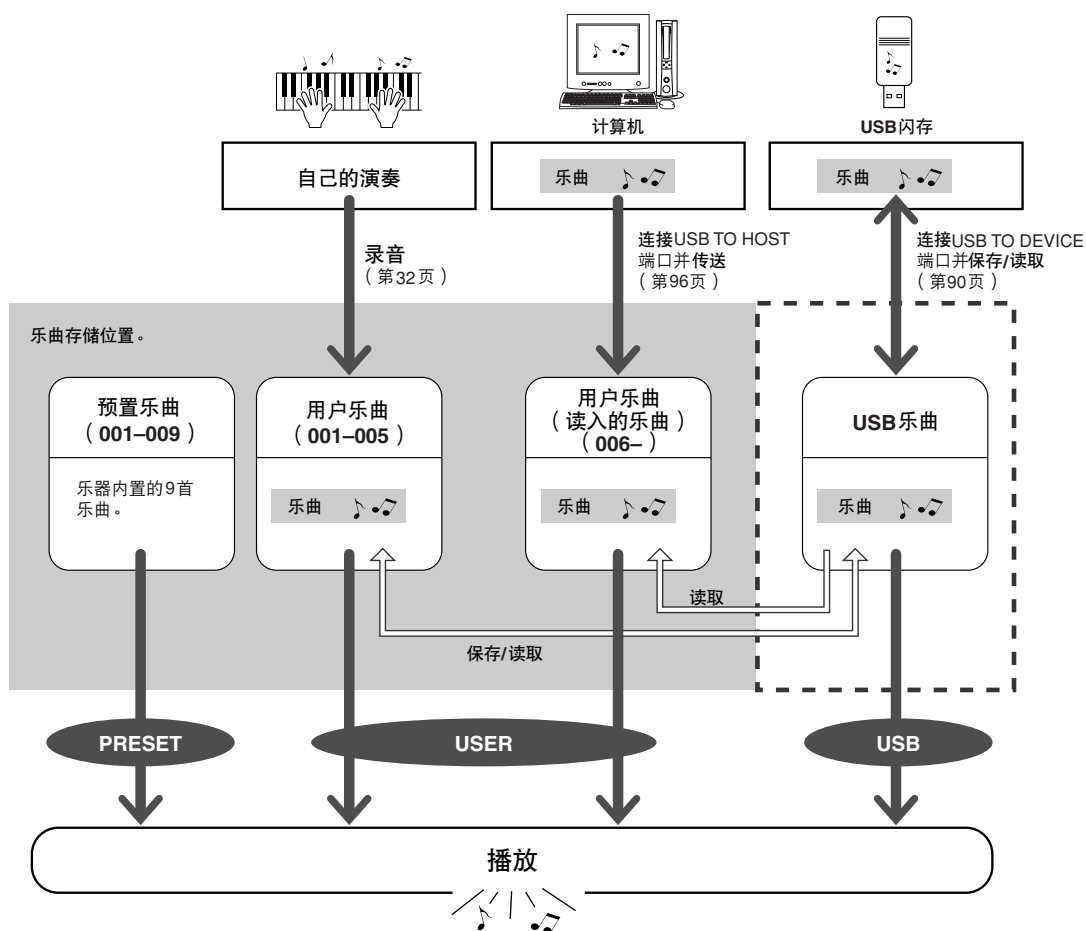 计算机
USB闪存
自己的演奏
乐曲
乐曲
录音
（第32页）
连接USB TO HOST
端口并传送
（第96页）
连接USB TO DEVICE
端口并保存/读取
（第90页）
乐曲存储位置。
预置乐曲
（001–009）
乐器内置的9首
乐曲。
用户乐曲
（001–005）
乐曲
用户乐曲
（读入的乐曲）
（006–）
乐曲
USB乐曲
乐曲
读取
保存/读取
PRESET
USER
USB
播放